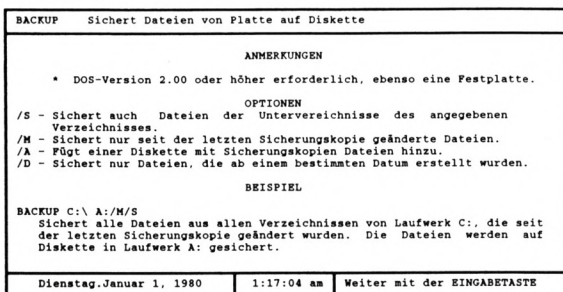 BACKUP Sichert Dateien von Platte auf Diskette
ANMERKUNGEN
* DOS-Version 2.00 oder höher erforderlich, ebenso eine Festplatte.
OPTIONEN
/S - Sichert auch Dateien der Untervereichnisse des angegebenen
Verzeichnisses.
/M - Sichert nur seit der letzten Sicherungskopie geänderte Dateien.
/A - Fügt einer Diskette mit Sicherungskopien Dateien hinzu.
/D - Sichert nur Dateien, die ab einem bestimmten Datum erstellt wurden.
BEISPIEL
BACKUP C:\ A:/M/S
Sichert alle Dateien aus allen Verzeichnissen von Laufwerk C:, die seit
der letzten Sicherungskopie geändert wurden. Die Dateien werden auf
Diskette in Laufwerk A: gesichert.
Dienstag.Januar 1, 1980 1:17:04 am Weiter mit der EINGABETASTE